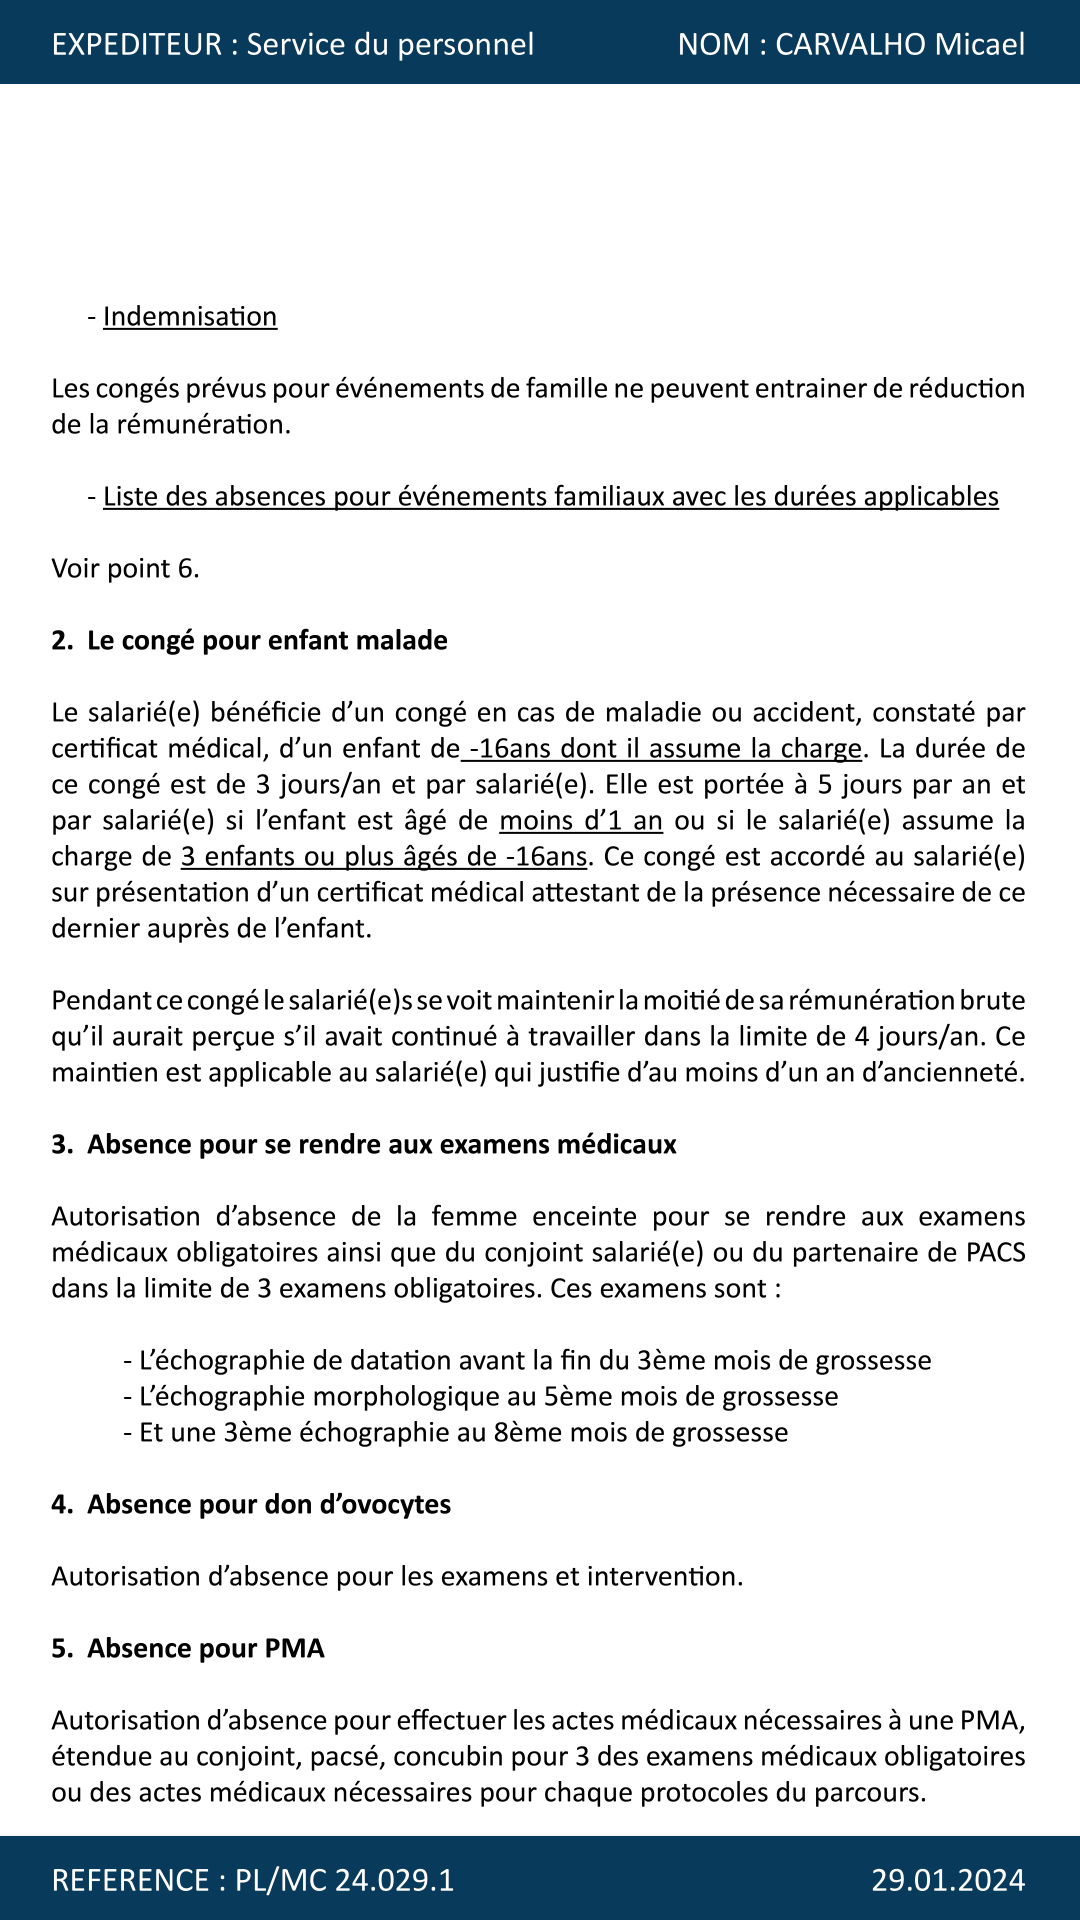 EXPEDITEUR : Service du personnel NOM : CARVALHO Micael
- Indemnisation
Les congés prévus pour événements de famille ne peuvent entrainer de réduction
de la rémunération.
- Liste des absences pour événements familiaux avec les durées applicables
Voir point 6.
2. Le congé pour enfant malade
Le salarié(e) bénéficie d’un congé en cas de maladie ou accident, constaté par
certificat médical, d’un enfant de -16ans dont il assume la charge. La durée de
ce congé est de 3 jours/an et par salarié(e). Elle est portée à 5 jours par an et
par salarié(e) si l’enfant est âgé de moins d’1 an ou si le salarié(e) assume la
charge de 3 enfants ou plus âgés de -16ans. Ce congé est accordé au salarié(e)
sur présentation d’un certificat médical attestant de la présence nécessaire de ce
dernier auprès de l’enfant.
Pendant ce congé le salarié(e)s se voit maintenir la moitié de sa rémunération brute
qu’il aurait perçue s’il avait continué à travailler dans la limite de 4 jours/an. Ce
maintien est applicable au salarié(e) qui justifie d’au moins d’un an d’ancienneté.
3. Absence pour se rendre aux examens médicaux
Autorisation d’absence de la femme enceinte pour se rendre aux examens
médicaux obligatoires ainsi que du conjoint salarié(e) ou du partenaire de PACS
dans la limite de 3 examens obligatoires. Ces examens sont :
- L’échographie de datation avant la fin du 3ème mois de grossesse
- L’échographie morphologique au 5ème mois de grossesse
- Et une 3ème échographie au 8ème mois de grossesse
4. Absence pour don d’ovocytes
Autorisation d’absence pour les examens et intervention.
5. Absence pour PMA
Autorisation d’absence pour effectuer les actes médicaux nécessaires à une PMA,
étendue au conjoint, pacsé, concubin pour 3 des examens médicaux obligatoires
ou des actes médicaux nécessaires pour chaque protocoles du parcours.
REFERENCE : PL/MC 24.029.1 29.01.2024